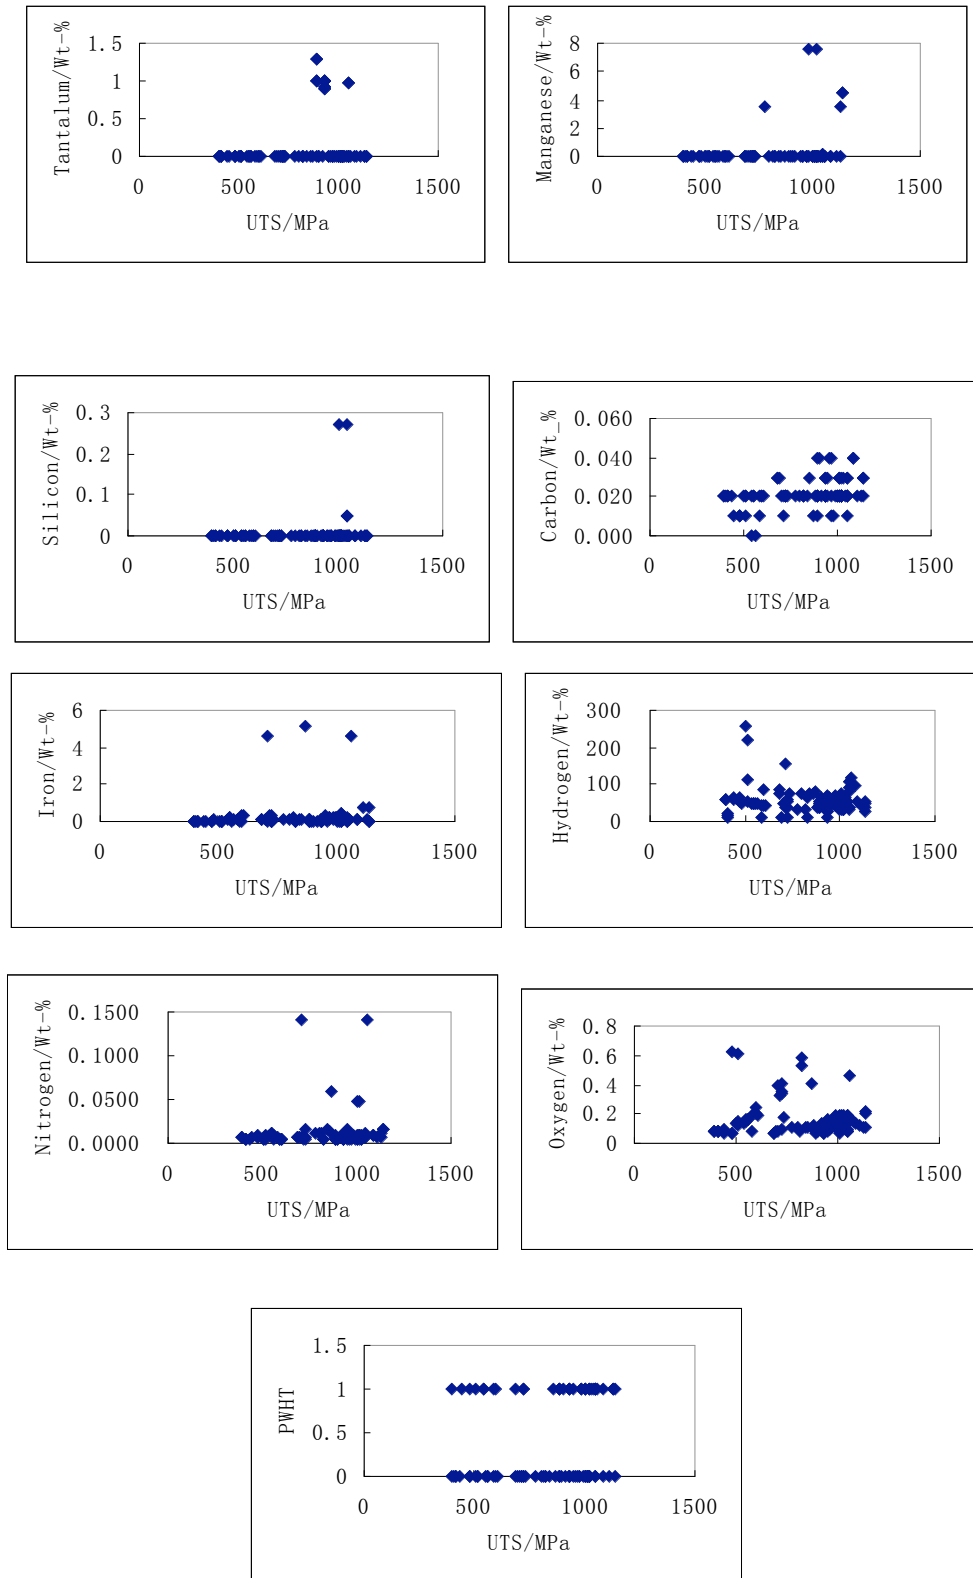 Tantalum/Wt-%
1.5
1
0.5
0
0 500 1000 1500
UTS/MPa
Manganese/Wt-%
8
6
4
2
0
0 500 1000 1500
UTS/MPa
Silicon/Wt-%
0.3
0.2
0.1
0
0 500 1000 1500
UTS/MPa
Carbon/Wt_%
0.060
0.040
0.020
0.000
0 500 1000 1500
UTS/MPa
Iron/Wt-%
6
4
2
0
0 500 1000 1500
UTS/MPa
Hydrogen/Wt-%
300
200
100
0
0 500 1000 1500
UTS/MPa
Nitrogen/Wt-%
0.1500
0.1000
0.0500
0.0000
0 500 1000 1500
UTS/MPa
Oxygen/Wt-%
0.8
0.6
0.4
0.2
0
0 500 1000 1500
UTS/MPa
PWHT
1.5
1
0.5
0
0 500 1000 1500
UTS/MPa